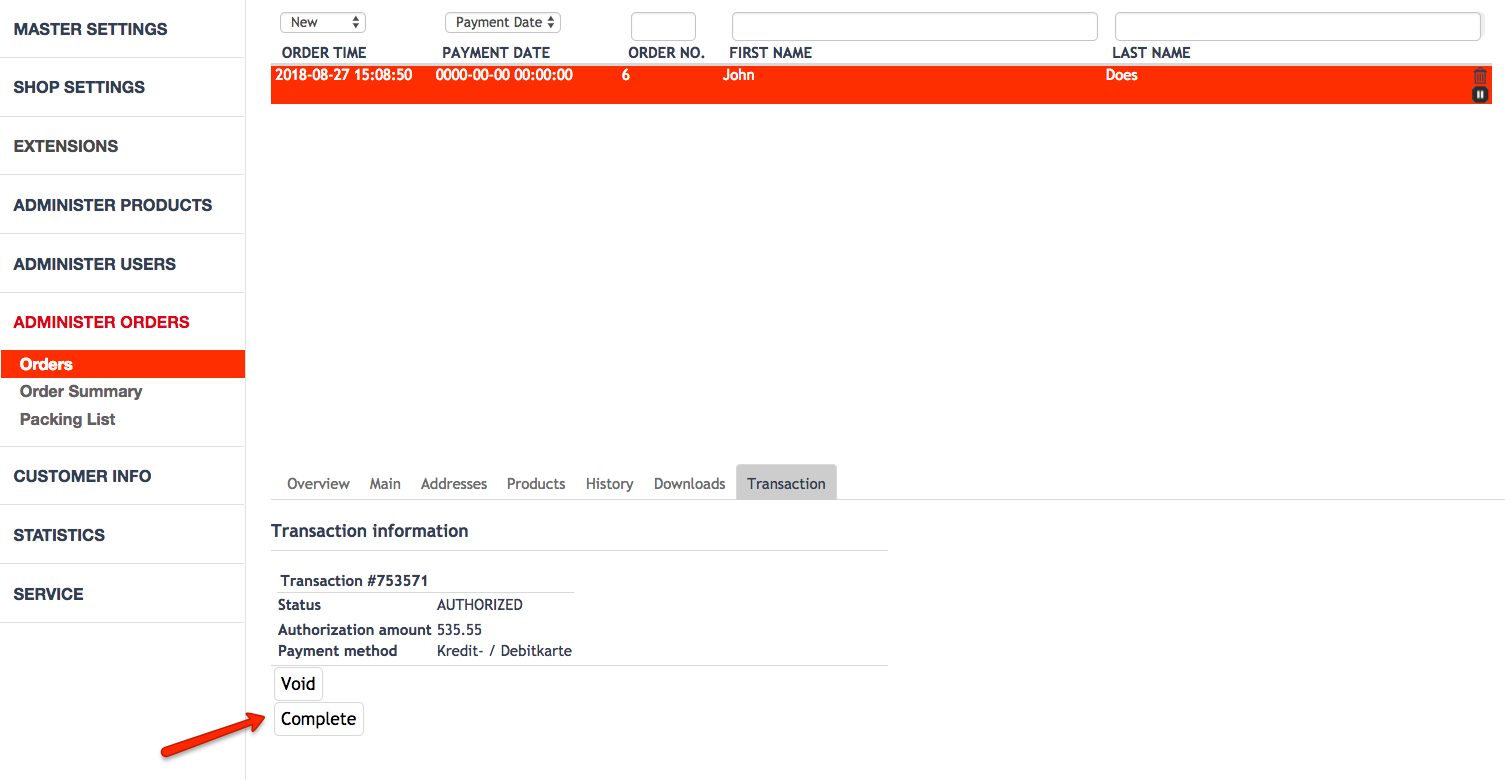 MASTER SETTINGS
SHOP SETTINGS
EXTENSIONS
ADMINISTER PRODUCTS
ADMINISTER USERS
ADMINISTER ORDERS
Orders
Order Summary
Packing List
CUSTOMER INFO
STATISTICS
SERVICE
New Payment Date
ORDER TIME PAYMENT DATE ORDER NO. FIRST NAME LAST NAME
2018-08-27 15:08:50 0000-00-00 00:00:00 6 John Does
Overview Main Addresses Products History Downloads Transaction
Transaction information
Transaction #753571
Status AUTHORIZED
Authorization amount 535.55
Payment method Kredit- / Debitkarte
Void
Complete